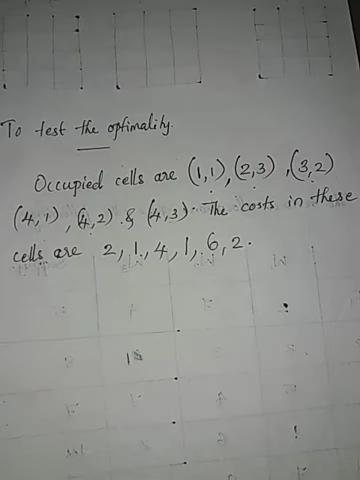 To test the optimality.
Occupied cells are (1,1), (2,3), (3,2)
(4,1), (4,2) & (4,3). The costs in these
cells are 2, 1, 4, 1, 6, 2.